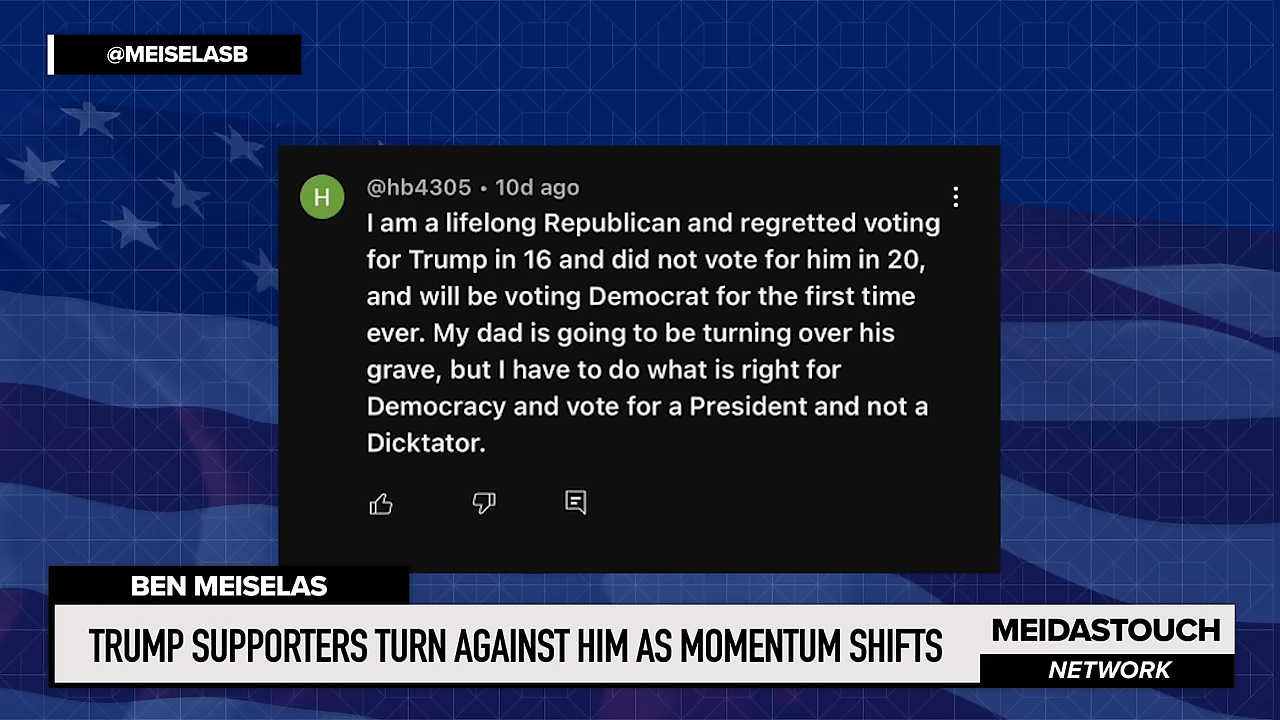 @MEISELASB
H
@hb4305 • 10d ago
I am a lifelong Republican and regretted voting
for Trump in 16 and did not vote for him in 20,
and will be voting Democrat for the first time
ever. My dad is going to be turning over his
grave, but I have to do what is right for
Democracy and vote for a President and not a
Dicktator.
BEN MEISELAS
TRUMP SUPPORTERS TURN AGAINST HIM AS MOMENTUM SHIFTS
MEIDASTOUCH
NETWORK